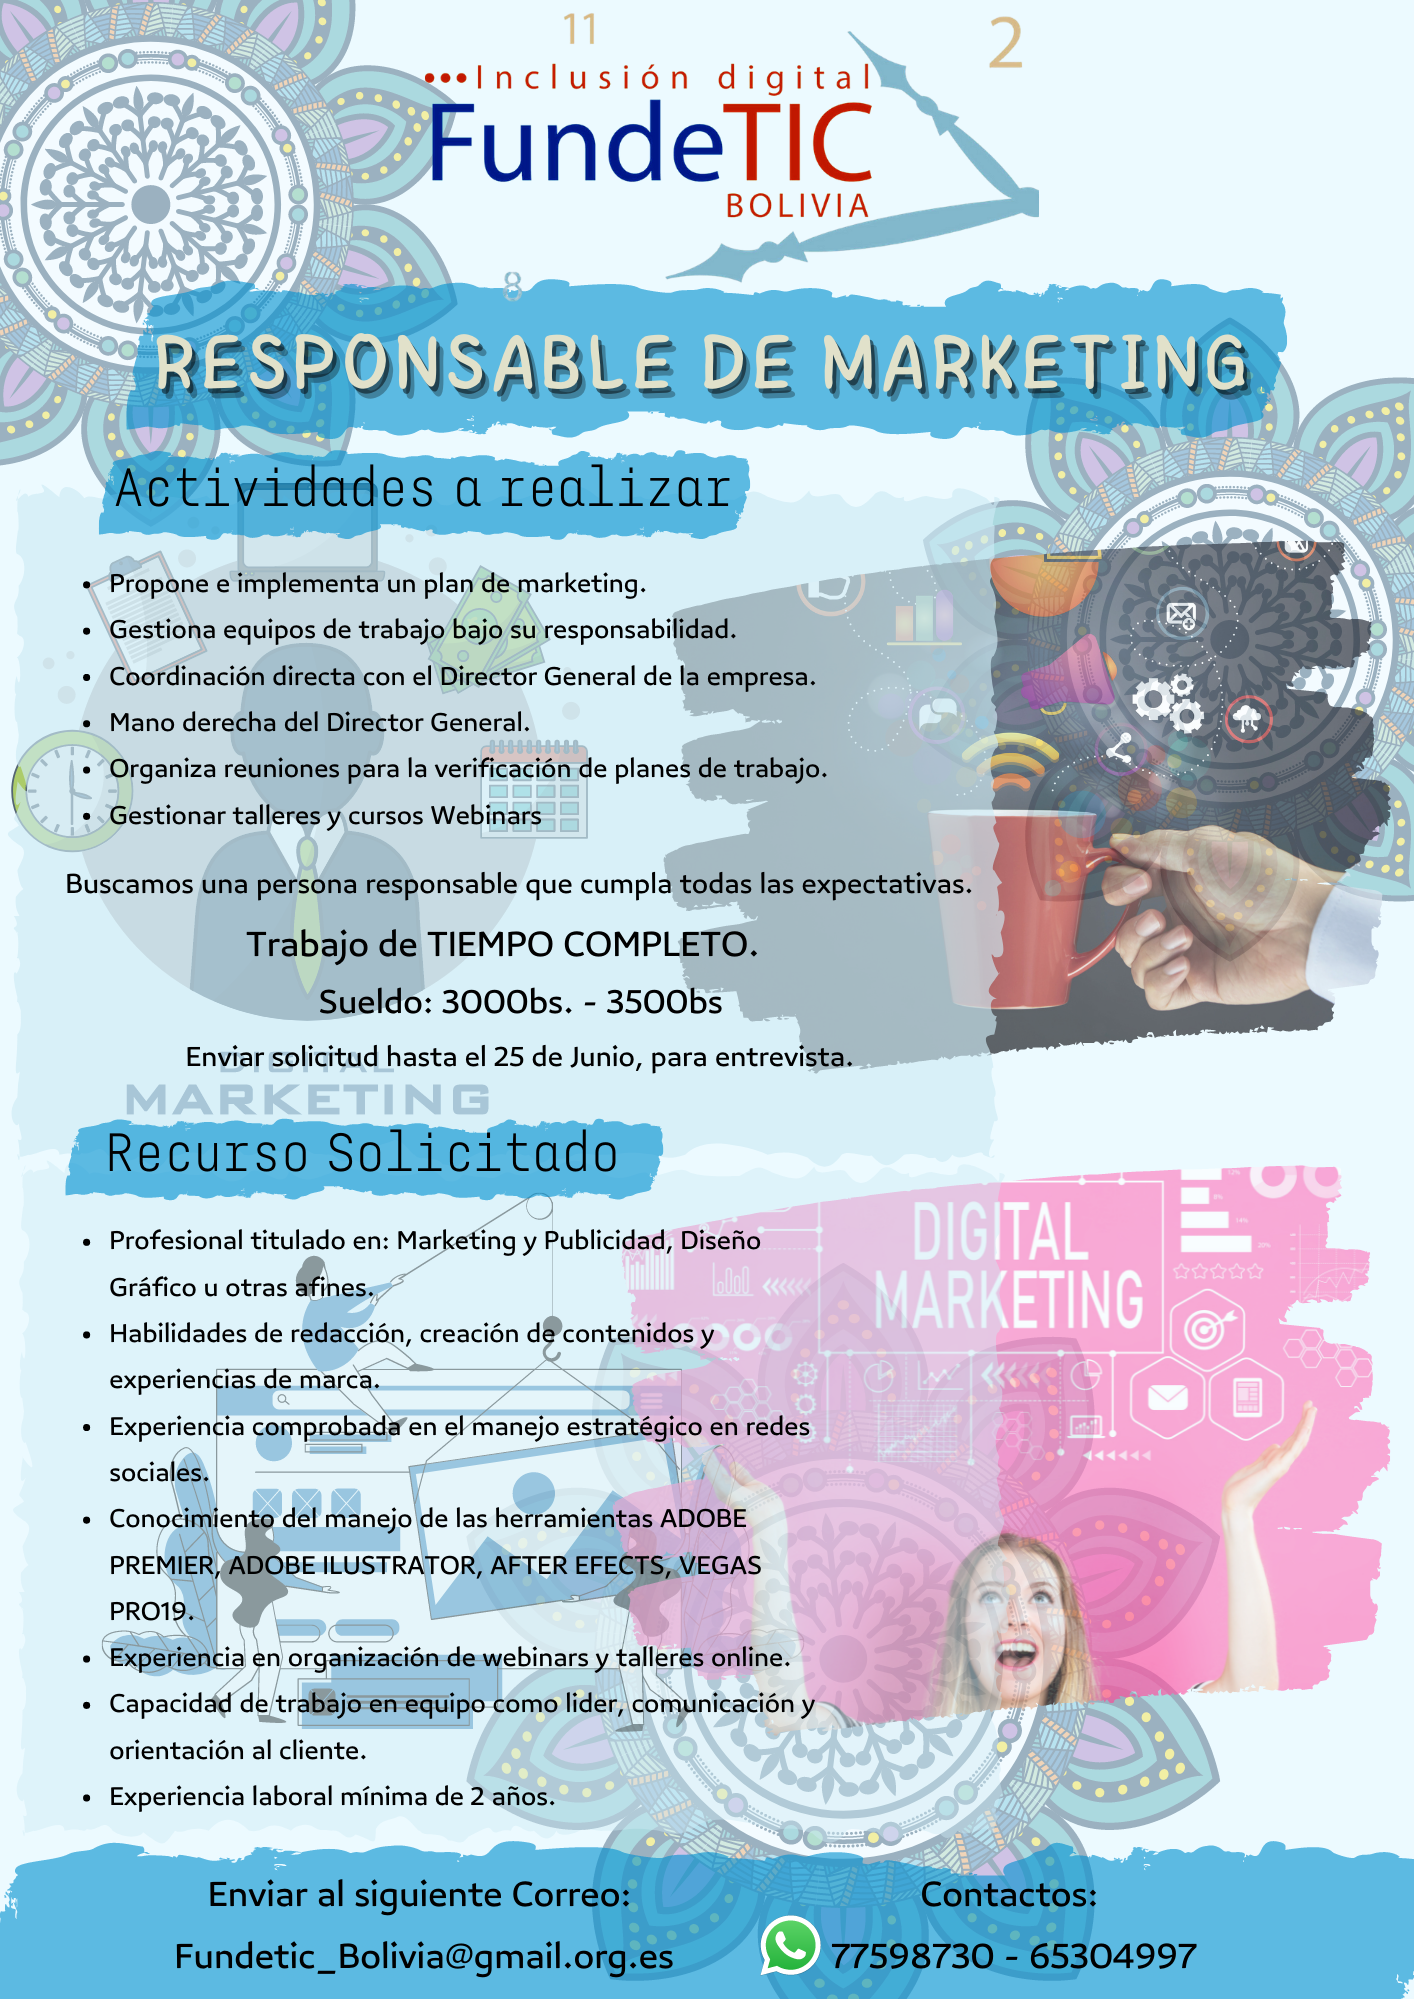 11
2
•••Inclusión digital
FundeTIC
BOLIVIA
8
RESPONSABLE DE MARKETING
Actividades a realizar
• Propone e implementa un plan de marketing.
• Gestiona equipos de trabajo bajo su responsabilidad.
• Coordinación directa con el Director General de la empresa.
• Mano derecha del Director General.
• Organiza reuniones para la verificación de planes de trabajo.
• Gestionar talleres y cursos Webinars
Buscamos una persona responsable que cumpla todas las expectativas.
Trabajo de TIEMPO COMPLETO.
Sueldo: 3000bs. - 3500bs
Enviar solicitud hasta el 25 de Junio, para entrevista.
DIGITAL
MARKETING
Recurso Solicitado
• Profesional titulado en: Marketing y Publicidad, Diseño
Gráfico u otras afines.
• Habilidades de redacción, creación de contenidos y
experiencias de marca.
• Experiencia comprobada en el manejo estratégico en redes
sociales.
• Conocimiento del manejo de las herramientas ADOBE
PREMIER, ADOBE ILUSTRATOR, AFTER EFECTS, VEGAS
PRO19.
• Experiencia en organización de webinars y talleres online.
• Capacidad de trabajo en equipo como lider, comunicación y
orientación al cliente.
• Experiencia laboral mínima de 2 años.
DIGITAL
MARKETING
14%
20%
Enviar al siguiente Correo:
Fundetic_Bolivia@gmail.org.es
Contactos:
77598730 - 65304997